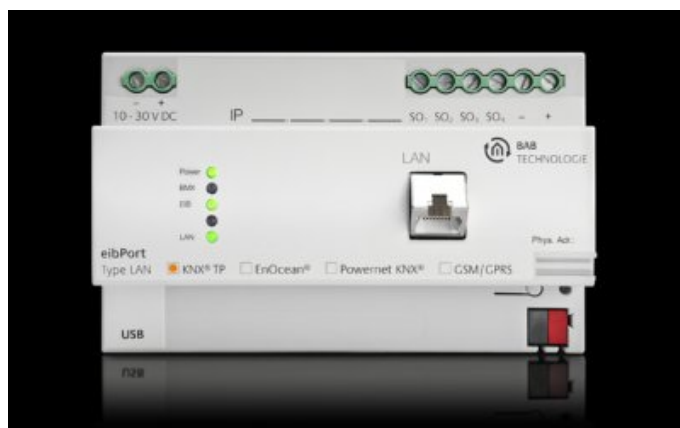 − +
10 - 30 V DC
IP
SO₁ SO₂ SO₃ SO₄ − +
LAN
BAB
TECHNOLOGIE
Power
BMX
EIB
LAN
Phys. Adr.:
eibPort
Type LAN KNX® TP EnOcean® Powernet KNX® GSM/GPRS
USB